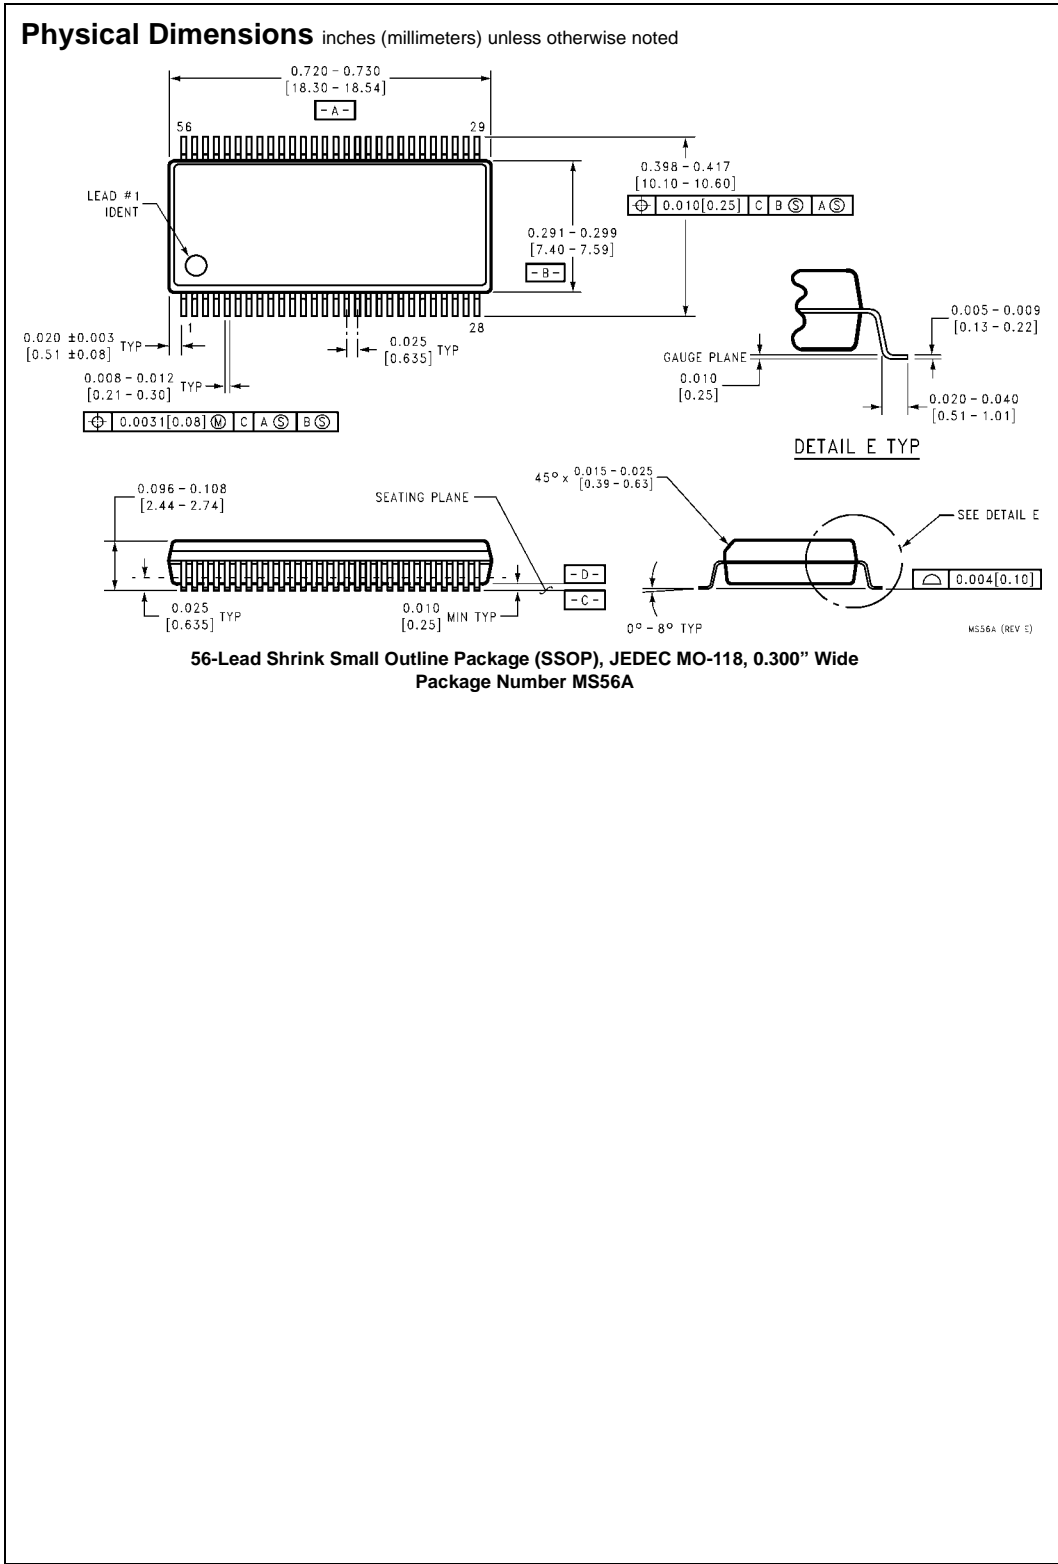 Physical Dimensions inches (millimeters) unless otherwise noted
0.720 – 0.730
[18.30 – 18.54]
- A -
56
29
LEAD #1
IDENT
0.398 – 0.417
[10.10 – 10.60]
⌖ 0.010[0.25] C B Ⓢ A Ⓢ
0.291 – 0.299
[7.40 – 7.59]
- B -
1
28
0.020 ±0.003
[0.51 ±0.08] TYP
0.025
[0.635] TYP
0.008 – 0.012
[0.21 – 0.30] TYP
⌖ 0.0031[0.08] Ⓜ C A Ⓢ B Ⓢ
0.005 – 0.009
[0.13 – 0.22]
GAUGE PLANE
0.010
[0.25]
0.020 – 0.040
[0.51 – 1.01]
DETAIL E TYP
0.096 – 0.108
[2.44 – 2.74]
SEATING PLANE
45° x 0.015 – 0.025
[0.39 – 0.63]
SEE DETAIL E
- D -
- C -
0.025
[0.635] TYP
0.010
[0.25] MIN TYP
0° – 8° TYP
⌓ 0.004[0.10]
MS56A (REV E)
56-Lead Shrink Small Outline Package (SSOP), JEDEC MO-118, 0.300” Wide
Package Number MS56A